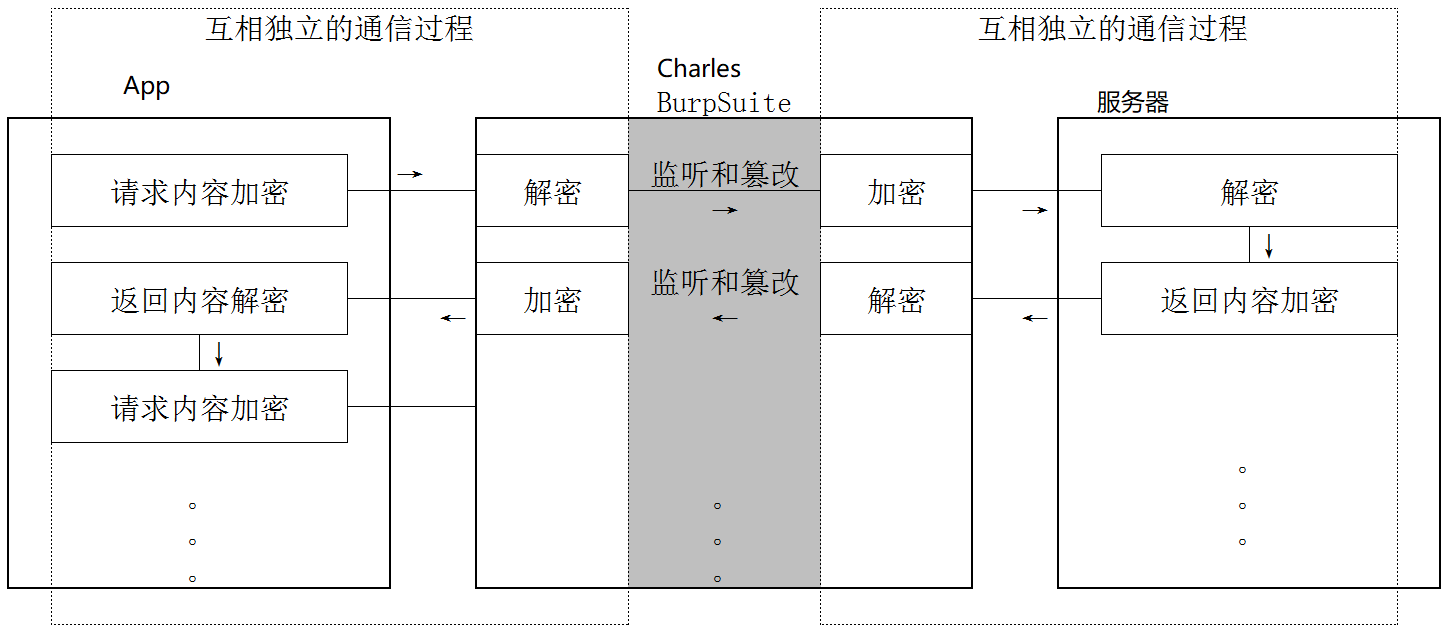 互相独立的通信过程
互相独立的通信过程
App
Charles
BurpSuite
服务器
请求内容加密
→
解密
监听和篡改
→
加密
→
解密
↓
返回内容解密
←
加密
监听和篡改
←
解密
←
返回内容加密
↓
请求内容加密
。
。
。
。
。
。
。
。
。